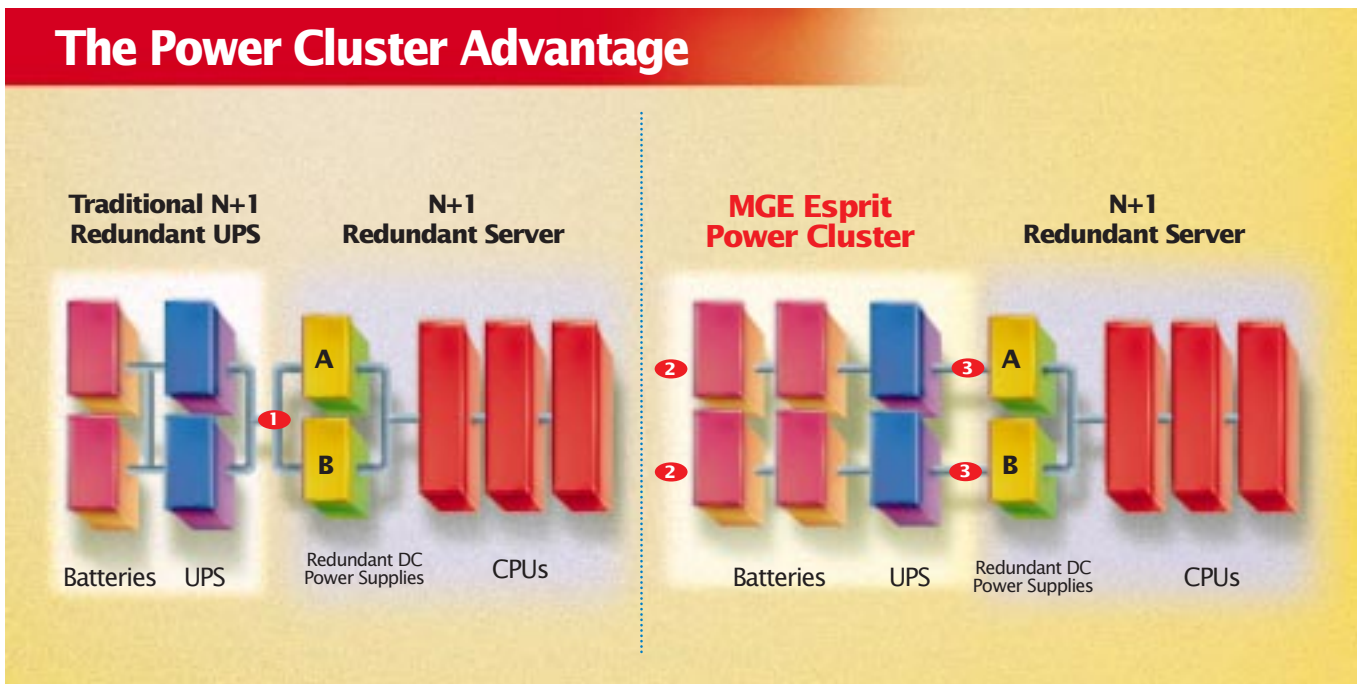 The Power Cluster Advantage
Traditional N+1
Redundant UPS
N+1
Redundant Server
A
B
1
Batteries
UPS
Redundant DC
Power Supplies
CPUs
MGE Esprit
Power Cluster
N+1
Redundant Server
2
3
A
2
3
B
Batteries
UPS
Redundant DC
Power Supplies
CPUs